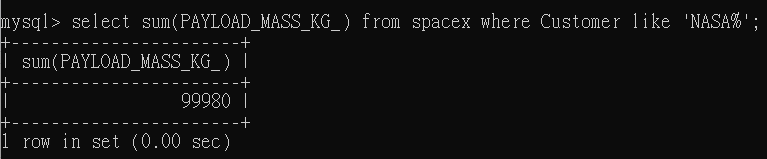 mysql> select sum(PAYLOAD_MASS_KG_) from spacex where Customer like 'NASA%';
+-----------------------+
| sum(PAYLOAD_MASS_KG_) |
+-----------------------+
|                 99980 |
+-----------------------+
1 row in set (0.00 sec)